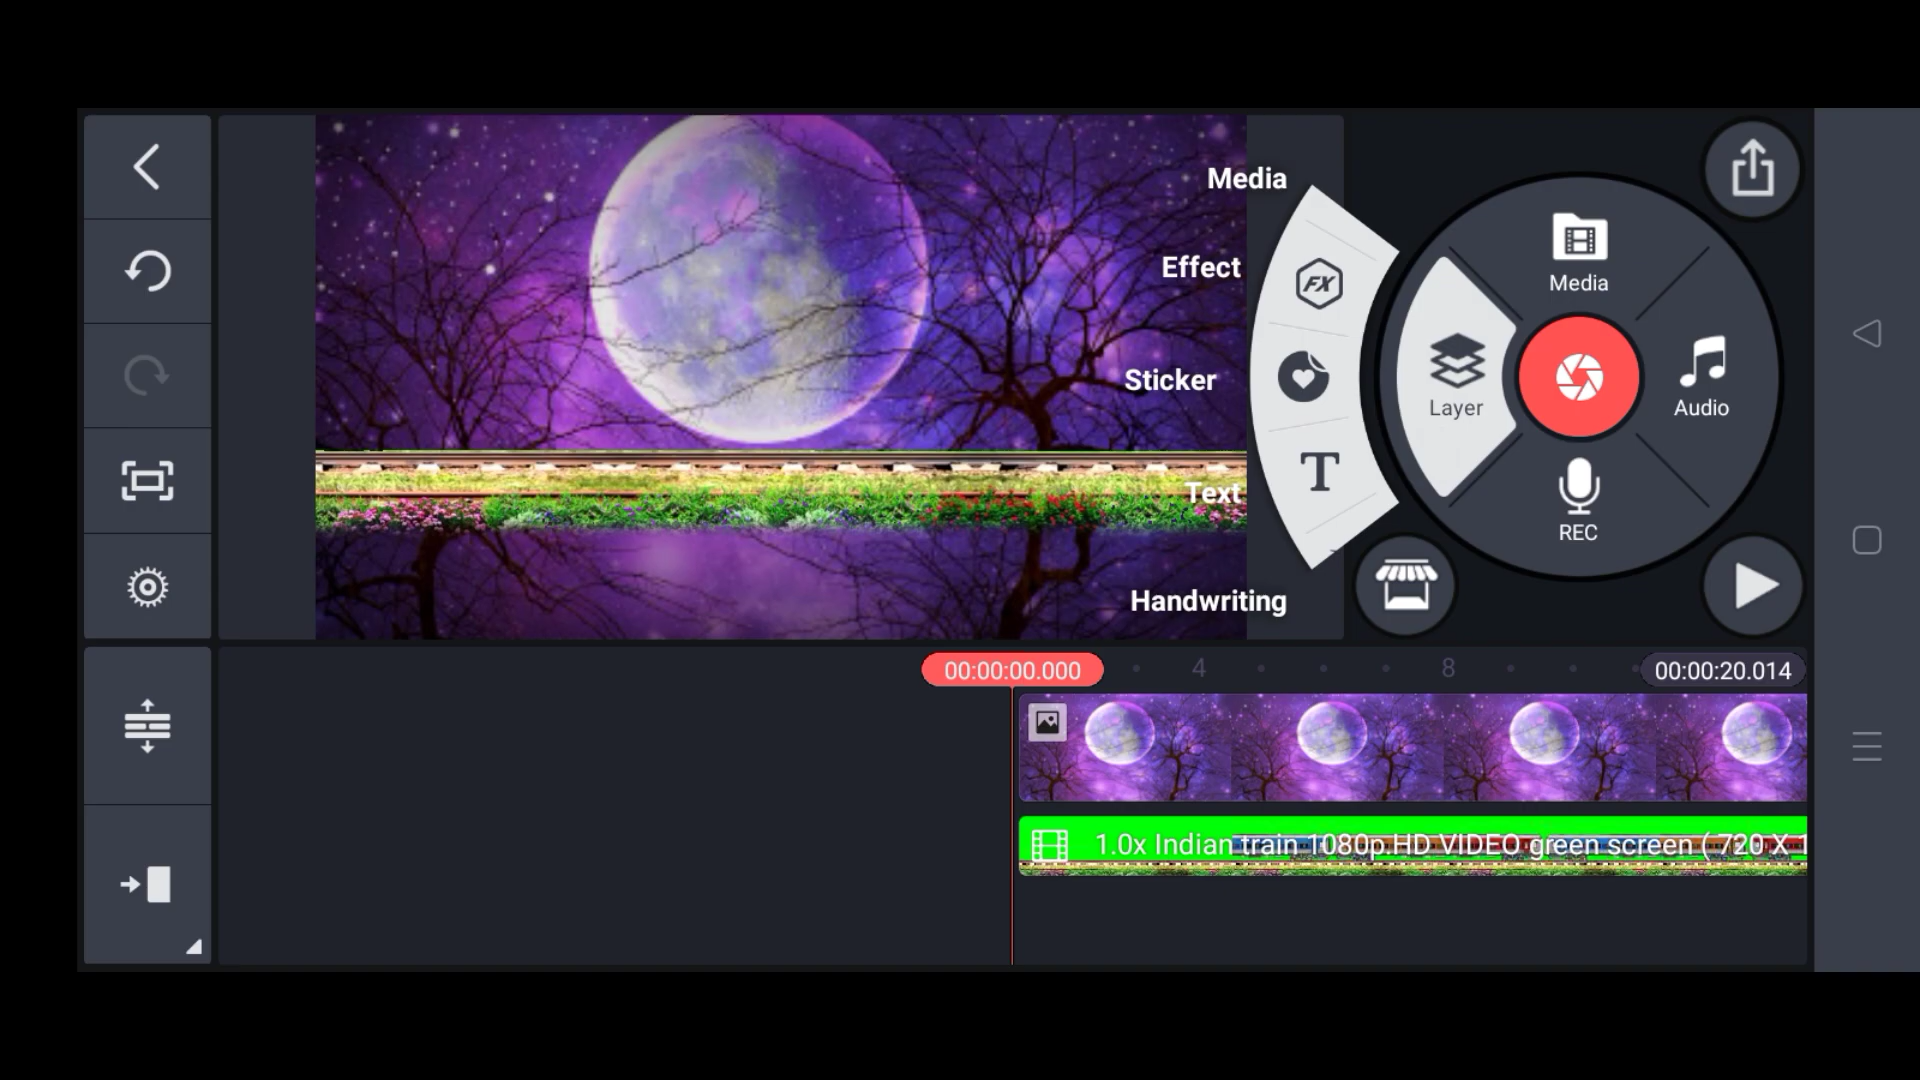 Media
Effect
Sticker
Text
Handwriting
FX
T
Media
Layer
Audio
REC
00:00:00.000
4
8
00:00:20.014
1.0x Indian train 1080p.HD VIDEO green screen ( 720 X 1